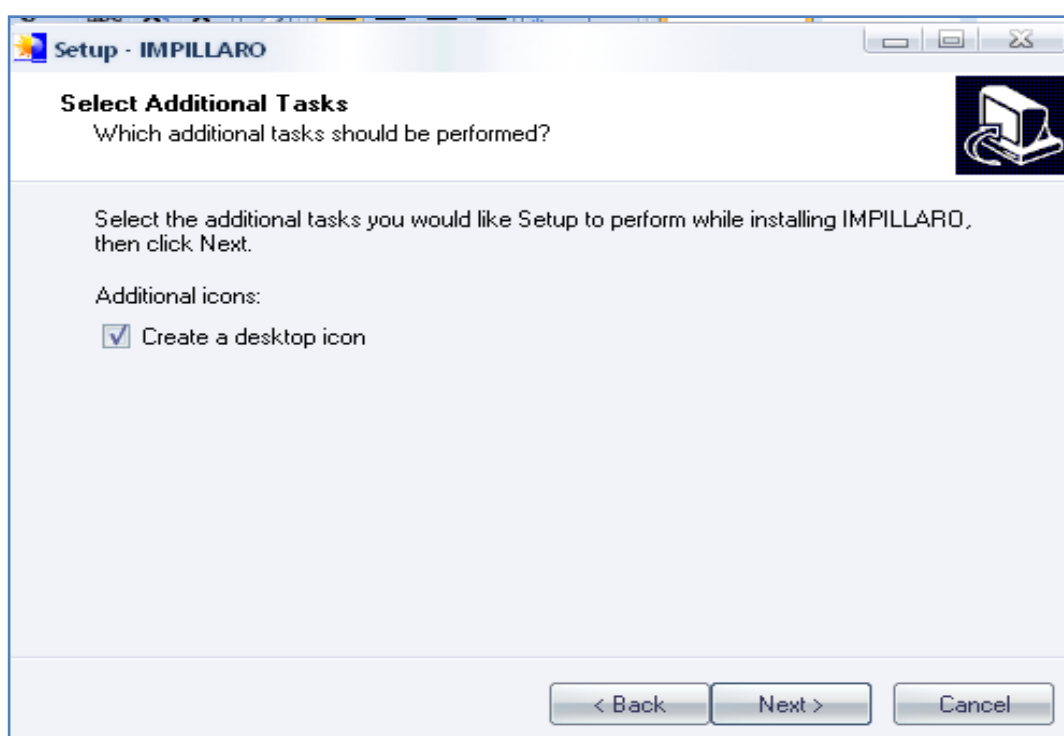 Setup - IMPILLARO
Select Additional Tasks
Which additional tasks should be performed?
Select the additional tasks you would like Setup to perform while installing IMPILLARO,
then click Next.
Additional icons:
Create a desktop icon
< Back Next > Cancel